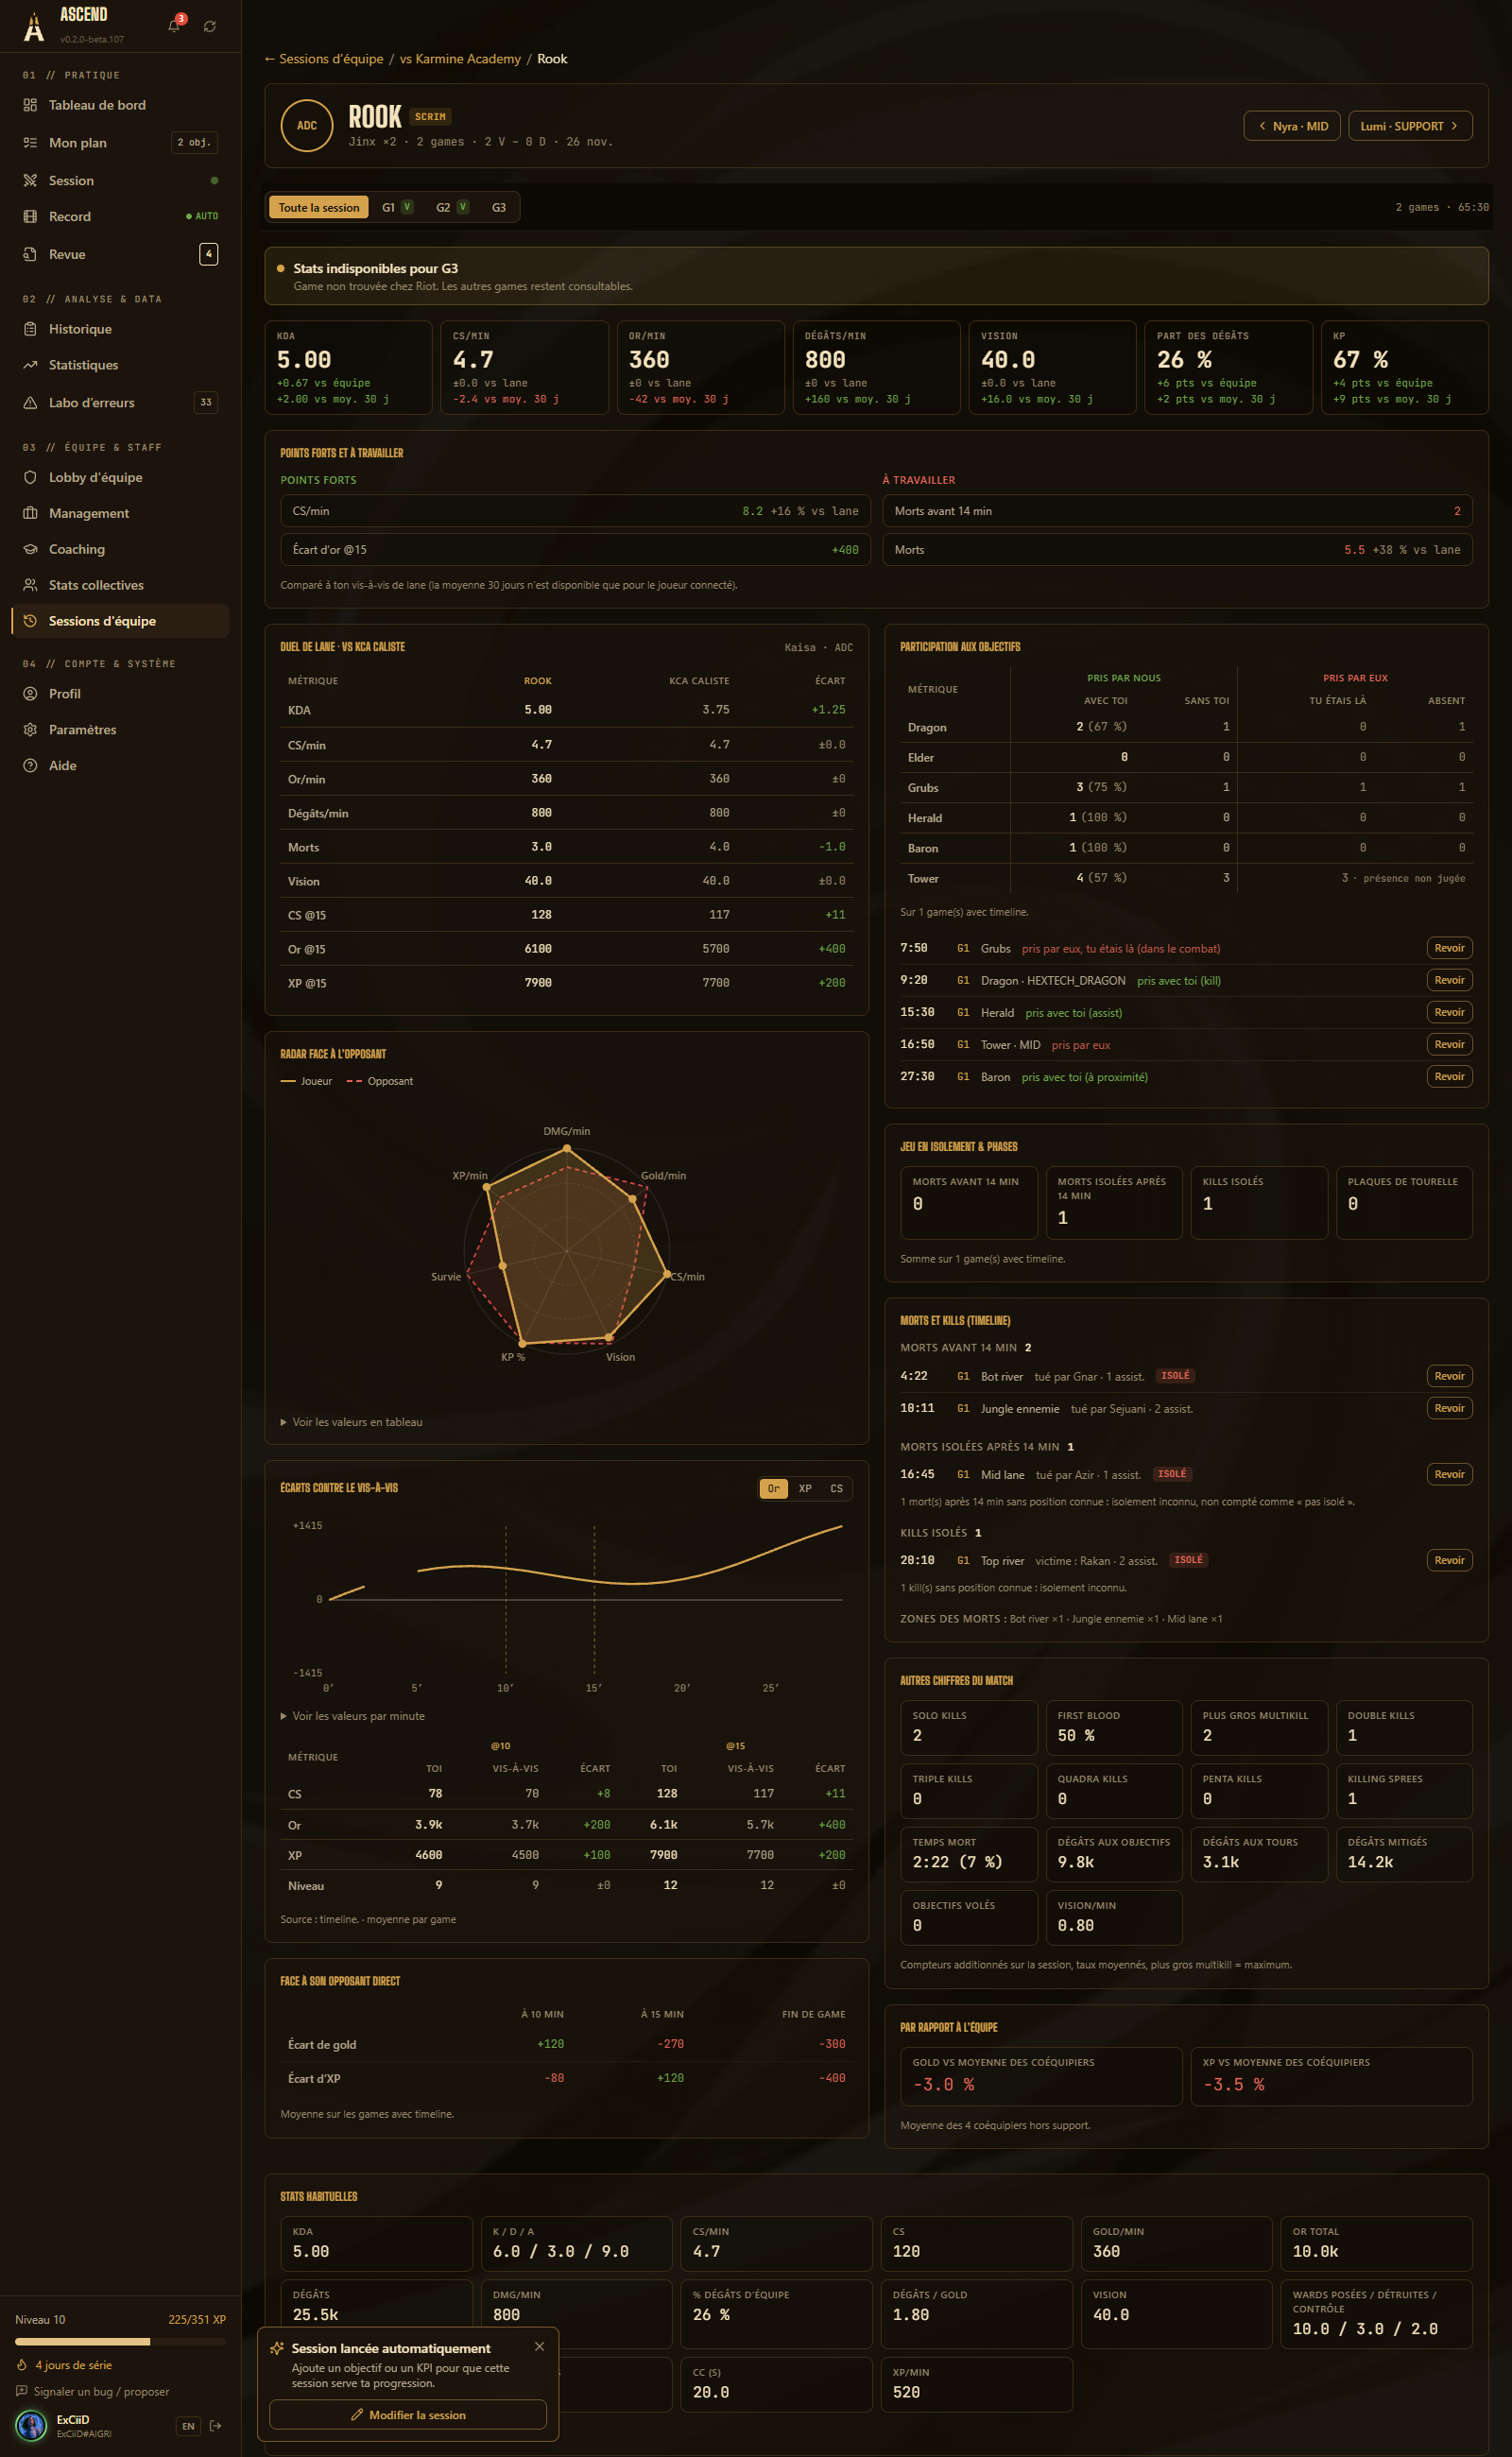 ASCEND
v0.2.0-beta.107
3
01 // PRATIQUE
Tableau de bord
Mon plan 2 obj.
Session
Record AUTO
Revue 4
02 // ANALYSE & DATA
Historique
Statistiques
Labo d'erreurs 33
03 // ÉQUIPE & STAFF
Lobby d'équipe
Management
Coaching
Stats collectives
Sessions d'équipe
04 // COMPTE & SYSTÈME
Profil
Paramètres
Aide
Niveau 10 225/351 XP
4 jours de série
Signaler un bug / proposer
ExCiiD
ExCiiD#AIGRI
EN
← Sessions d'équipe / vs Karmine Academy / Rook
ADC
ROOK SCRIM
Jinx ×2 · 2 games · 2 V – 0 D · 26 nov.
Nyra · MID
Lumi · SUPPORT
Toute la session G1 V G2 V G3
2 games · 65:30
Stats indisponibles pour G3
Game non trouvée chez Riot. Les autres games restent consultables.
KDA
5.00
+0.67 vs équipe
+2.00 vs moy. 30 j
CS/MIN
4.7
±0.0 vs lane
-2.4 vs moy. 30 j
OR/MIN
360
±0 vs lane
-42 vs moy. 30 j
DÉGÂTS/MIN
800
±0 vs lane
+160 vs moy. 30 j
VISION
40.0
±0.0 vs lane
+16.0 vs moy. 30 j
PART DES DÉGÂTS
26 %
+6 pts vs équipe
+2 pts vs moy. 30 j
KP
67 %
+4 pts vs équipe
+9 pts vs moy. 30 j
POINTS FORTS ET À TRAVAILLER
POINTS FORTS
CS/min 8.2 +16 % vs lane
Écart d'or @15 +400
À TRAVAILLER
Morts avant 14 min 2
Morts 5.5 +38 % vs lane
Comparé à ton vis-à-vis de lane (la moyenne 30 jours n'est disponible que pour le joueur connecté).
DUEL DE LANE · VS KCA CALISTE
Kaisa · ADC
MÉTRIQUE ROOK KCA CALISTE ÉCART
KDA 5.00 3.75 +1.25
CS/min 4.7 4.7 ±0.0
Or/min 360 360 ±0
Dégâts/min 800 800 ±0
Morts 3.0 4.0 -1.0
Vision 40.0 40.0 ±0.0
CS @15 128 117 +11
Or @15 6100 5700 +400
XP @15 7900 7700 +200
RADAR FACE À L'OPPOSANT
Joueur Opposant
DMG/min
Gold/min
CS/min
Vision
KP %
Survie
XP/min
Voir les valeurs en tableau
ÉCARTS CONTRE LE VIS-À-VIS
Or XP CS
+1415
0
-1415
0' 5' 10' 15' 20' 25'
Voir les valeurs par minute
MÉTRIQUE @10 @15
TOI VIS-À-VIS ÉCART TOI VIS-À-VIS ÉCART
CS 78 70 +8 128 117 +11
Or 3.9k 3.7k +200 6.1k 5.7k +400
XP 4600 4500 +100 7900 7700 +200
Niveau 9 9 ±0 12 12 ±0
Source : timeline. · moyenne par game
FACE À SON OPPOSANT DIRECT
À 10 MIN À 15 MIN FIN DE GAME
Écart de gold +120 -270 -300
Écart d'XP -80 +120 -400
Moyenne sur les games avec timeline.
PARTICIPATION AUX OBJECTIFS
MÉTRIQUE PRIS PAR NOUS PRIS PAR EUX
AVEC TOI SANS TOI TU ÉTAIS LÀ ABSENT
Dragon 2 (67 %) 1 0 1
Elder 0 0 0 0
Grubs 3 (75 %) 1 1 1
Herald 1 (100 %) 0 0 0
Baron 1 (100 %) 0 0 0
Tower 4 (57 %) 3 3 · présence non jugée
Sur 1 game(s) avec timeline.
7:50 G1 Grubs pris par eux, tu étais là (dans le combat) Revoir
9:20 G1 Dragon · HEXTECH_DRAGON pris avec toi (kill) Revoir
15:30 G1 Herald pris avec toi (assist) Revoir
16:50 G1 Tower · MID pris par eux Revoir
27:30 G1 Baron pris avec toi (à proximité) Revoir
JEU EN ISOLEMENT & PHASES
MORTS AVANT 14 MIN
0
MORTS ISOLÉES APRÈS 14 MIN
1
KILLS ISOLÉS
1
PLAQUES DE TOURELLE
0
Somme sur 1 game(s) avec timeline.
MORTS ET KILLS (TIMELINE)
MORTS AVANT 14 MIN 2
4:22 G1 Bot river tué par Gnar · 1 assist. ISOLÉ Revoir
10:11 G1 Jungle ennemie tué par Sejuani · 2 assist. Revoir
MORTS ISOLÉES APRÈS 14 MIN 1
16:45 G1 Mid lane tué par Azir · 1 assist. ISOLÉ Revoir
1 mort(s) après 14 min sans position connue : isolement inconnu, non compté comme « pas isolé ».
KILLS ISOLÉS 1
20:10 G1 Top river victime : Rakan · 2 assist. ISOLÉ Revoir
1 kill(s) sans position connue : isolement inconnu.
ZONES DES MORTS : Bot river ×1 · Jungle ennemie ×1 · Mid lane ×1
AUTRES CHIFFRES DU MATCH
SOLO KILLS
2
FIRST BLOOD
50 %
PLUS GROS MULTIKILL
2
DOUBLE KILLS
1
TRIPLE KILLS
0
QUADRA KILLS
0
PENTA KILLS
0
KILLING SPREES
1
TEMPS MORT
2:22 (7 %)
DÉGÂTS AUX OBJECTIFS
9.8k
DÉGÂTS AUX TOURS
3.1k
DÉGÂTS MITIGÉS
14.2k
OBJECTIFS VOLÉS
0
VISION/MIN
0.80
Compteurs additionnés sur la session, taux moyennés, plus gros multikill = maximum.
PAR RAPPORT À L'ÉQUIPE
GOLD VS MOYENNE DES COÉQUIPIERS
-3.0 %
XP VS MOYENNE DES COÉQUIPIERS
-3.5 %
Moyenne des 4 coéquipiers hors support.
STATS HABITUELLES
KDA
5.00
K / D / A
6.0 / 3.0 / 9.0
CS/MIN
4.7
CS
120
GOLD/MIN
360
OR TOTAL
10.0k
DÉGÂTS
25.5k
DMG/MIN
800
% DÉGÂTS D'ÉQUIPE
26 %
DÉGÂTS / GOLD
1.80
VISION
40.0
WARDS POSÉES / DÉTRUITES / CONTRÔLE
10.0 / 3.0 / 2.0
CC (S)
20.0
XP/MIN
520
Session lancée automatiquement
Ajoute un objectif ou un KPI pour que cette
session serve ta progression.
Modifier la session